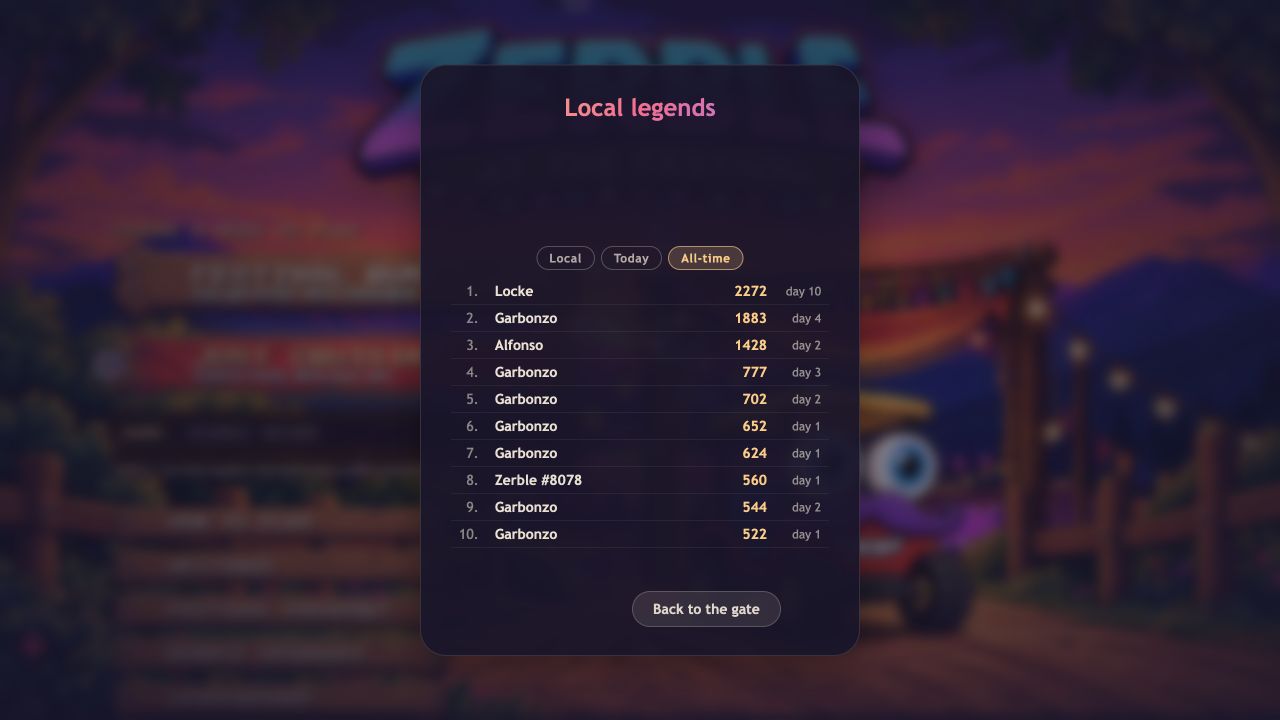 Local legends
Local Today All-time
1. Locke 2272 day 10
2. Garbonzo 1883 day 4
3. Alfonso 1428 day 2
4. Garbonzo 777 day 3
5. Garbonzo 702 day 2
6. Garbonzo 652 day 1
7. Garbonzo 624 day 1
8. Zerble #8078 560 day 1
9. Garbonzo 544 day 2
10. Garbonzo 522 day 1
Back to the gate